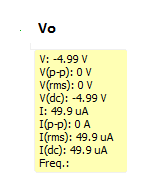 Vo
V: -4.99 V
V(p-p): 0 V
V(rms): 0 V
V(dc): -4.99 V
I: 49.9 uA
I(p-p): 0 A
I(rms): 49.9 uA
I(dc): 49.9 uA
Freq.: